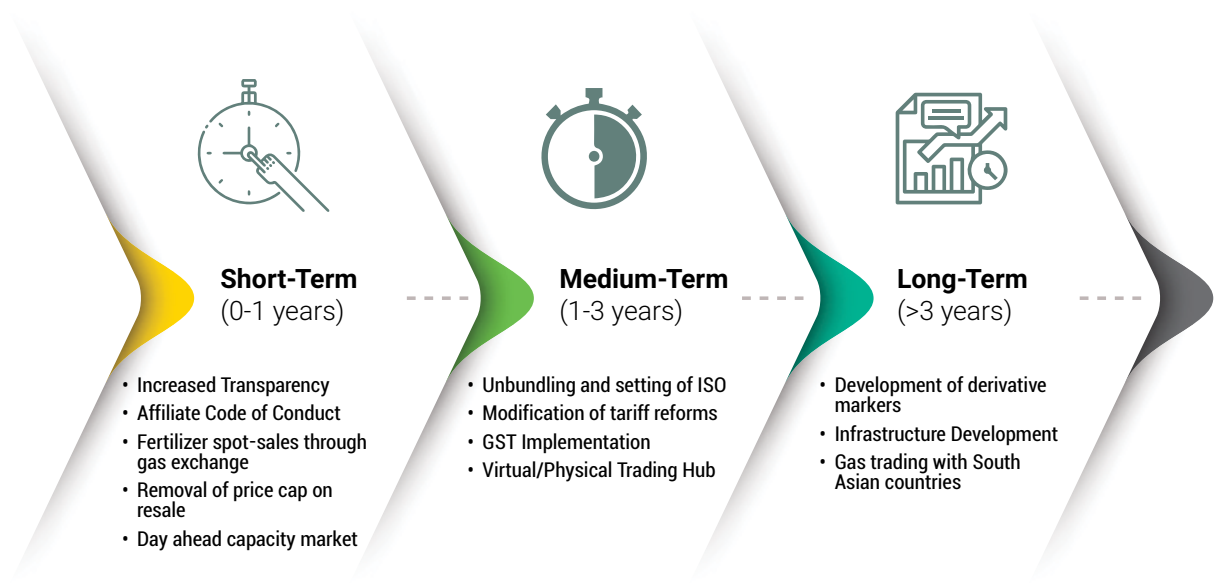 Short-Term
(0-1 years)
• Increased Transparency
• Affiliate Code of Conduct
• Fertilizer spot-sales through
gas exchange
• Removal of price cap on
resale
• Day ahead capacity market
Medium-Term
(1-3 years)
• Unbundling and setting of ISO
• Modification of tariff reforms
• GST Implementation
• Virtual/Physical Trading Hub
Long-Term
(>3 years)
• Development of derivative
markers
• Infrastructure Development
• Gas trading with South
Asian countries